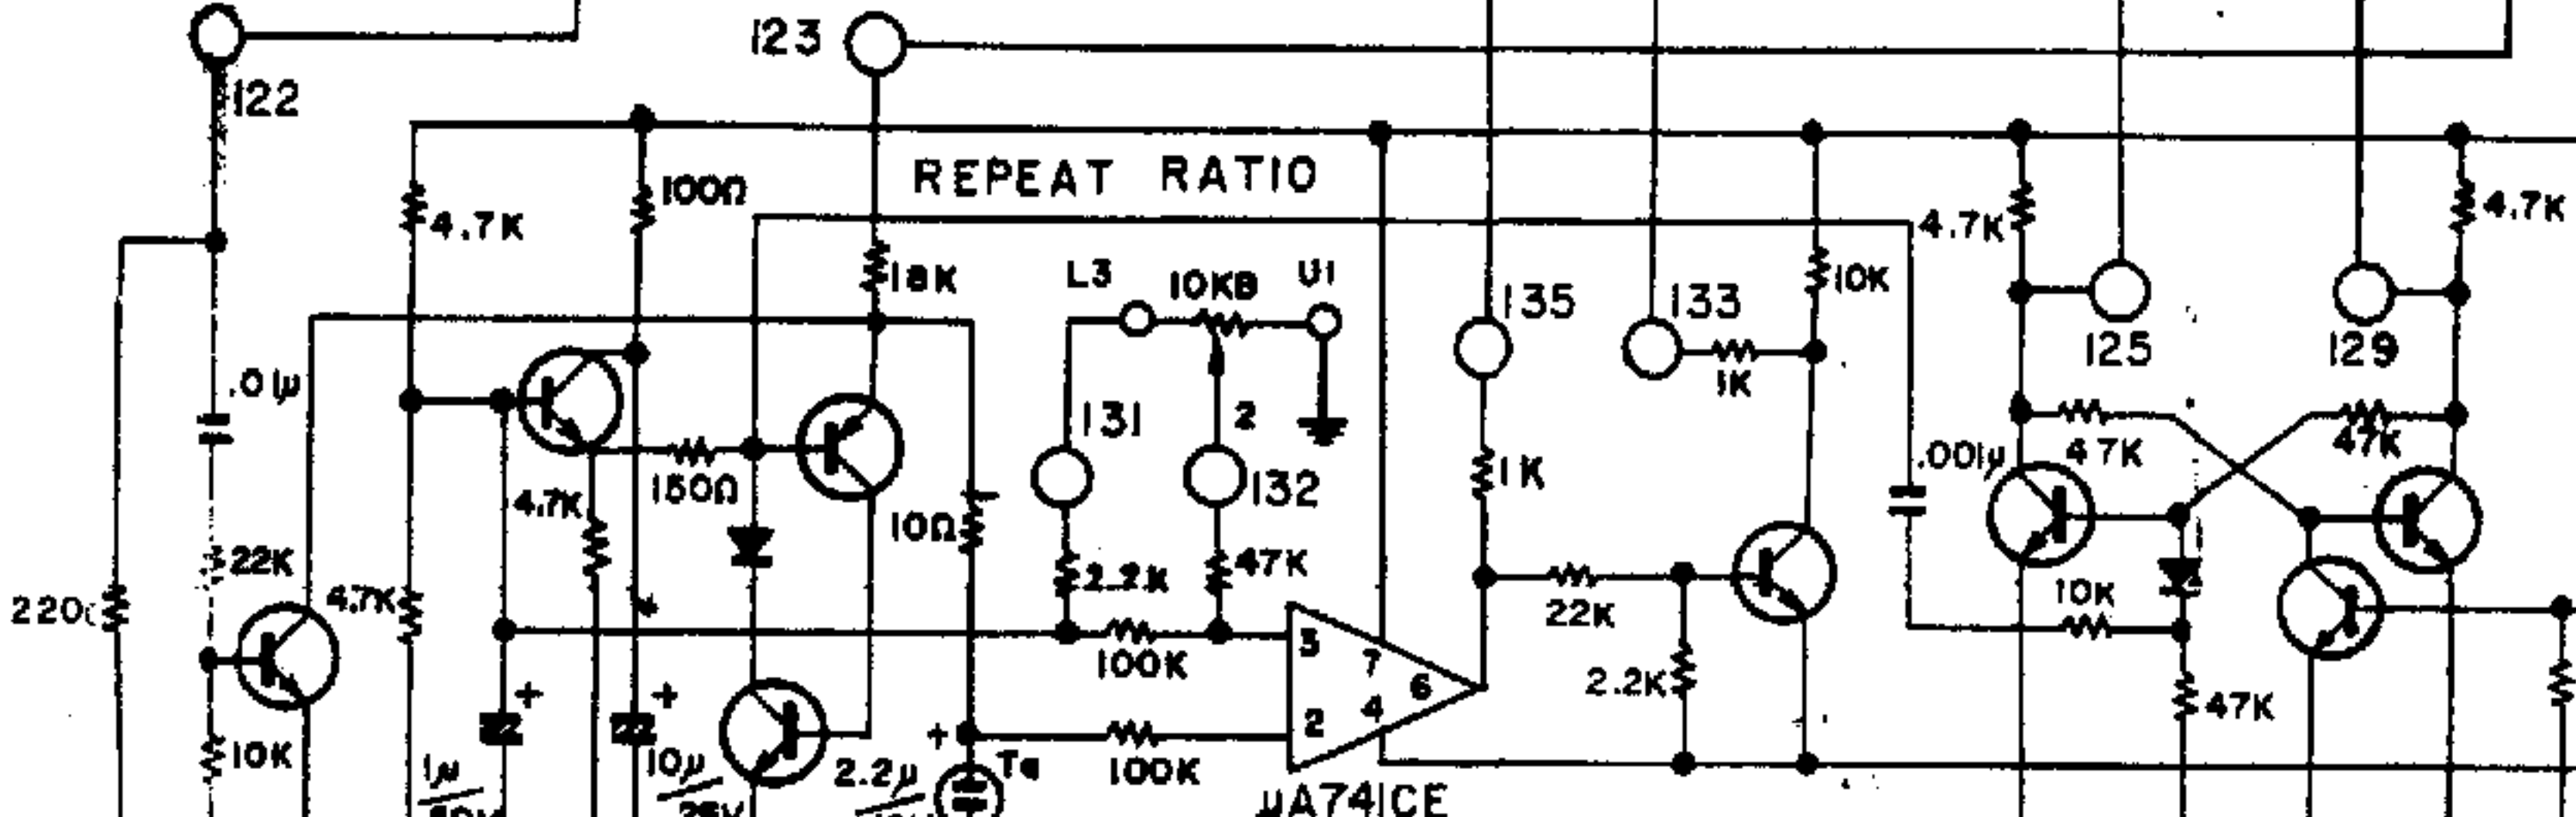 123
122
REPEAT RATIO
100Ω
4.7K
4.7K
4.7K
18K
L3
10KB
U1
135
133
10K
1K
125
129
.01µ
131
2
132
150Ω
4.7K
10Ω
1K
.001µ
47K
47K
22K
4.7K
2.2K
47K
22K
10K
220
100K
3
7
6
4
2
2.2K
47K
+
+
+
10K
1µ
10µ
25V
2.2µ
Ta
100K
µA741CE